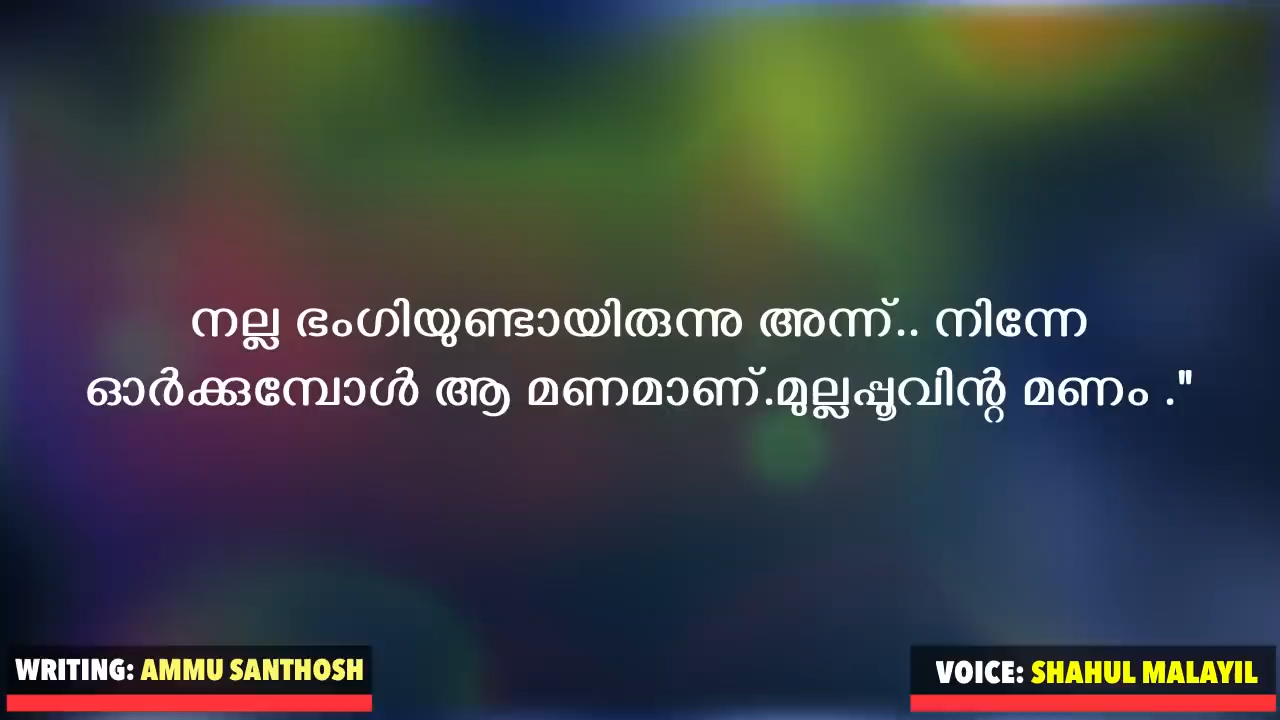 നല്ല ഭംഗിയുണ്ടായിരുന്നു അന്ന്.. നിന്നേ
ഓർക്കുമ്പോൾ ആ മണമാണ്.മുല്ലപ്പൂവിന്റ മണം ."
WRITING: AMMU SANTHOSH
VOICE: SHAHUL MALAYIL